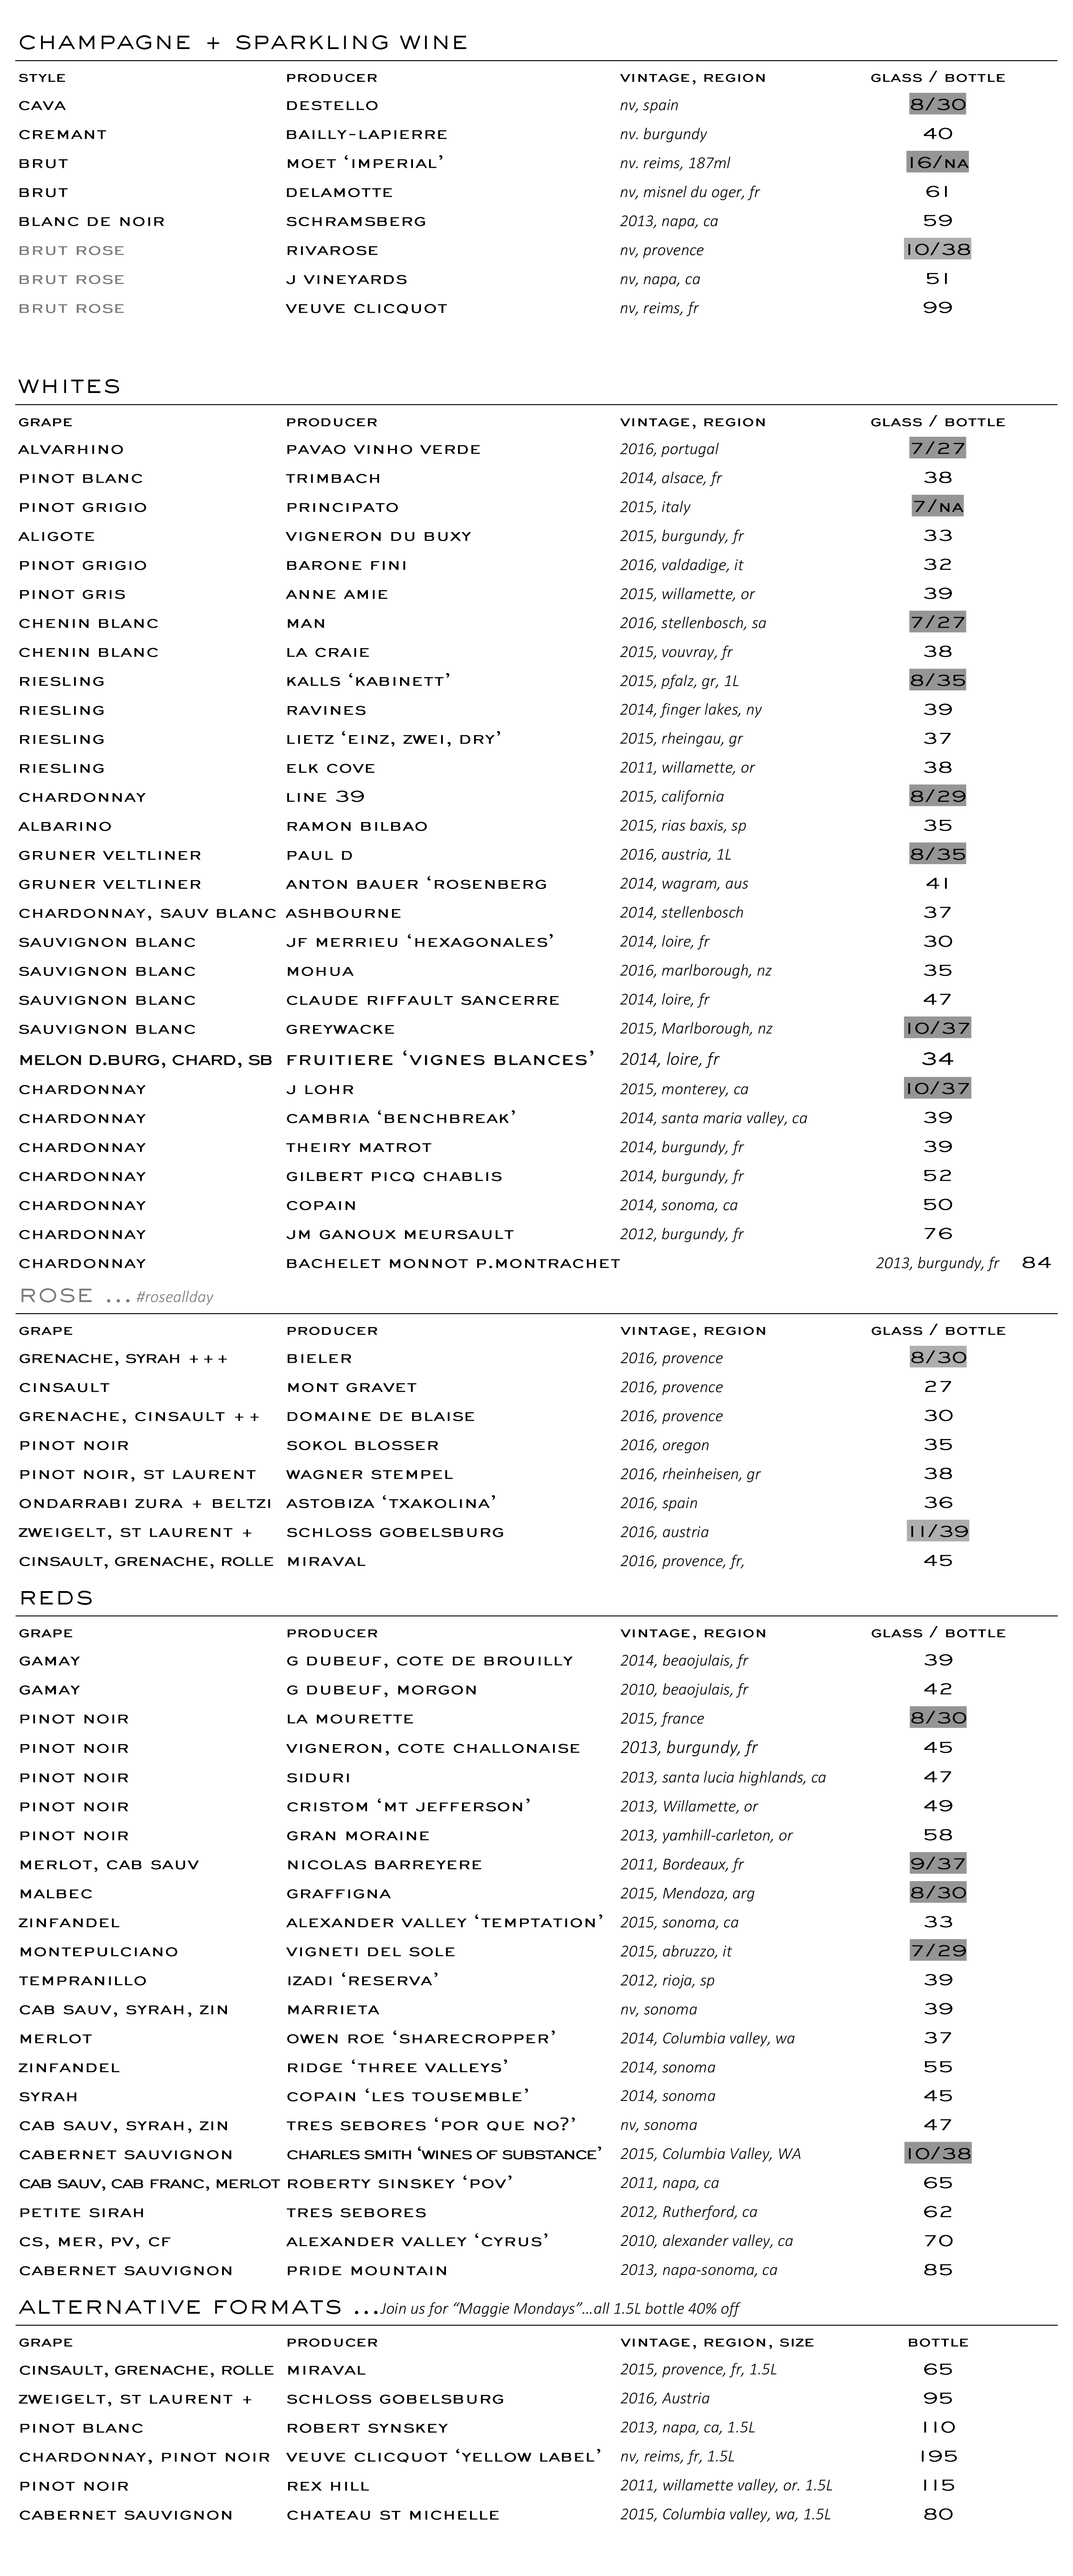 CHAMPAGNE + SPARKLING WINE
STYLE PRODUCER VINTAGE, REGION GLASS / BOTTLE
CAVA DESTELLO nv, spain 8/30
CREMANT BAILLY-LAPIERRE nv. burgundy 40
BRUT MOET ‘IMPERIAL’ nv. reims, 187ml 16/NA
BRUT DELAMOTTE nv, misnel du oger, fr 61
BLANC DE NOIR SCHRAMSBERG 2013, napa, ca 59
BRUT ROSE RIVAROSE nv, provence 10/38
BRUT ROSE J VINEYARDS nv, napa, ca 51
BRUT ROSE VEUVE CLICQUOT nv, reims, fr 99
WHITES
GRAPE PRODUCER VINTAGE, REGION GLASS / BOTTLE
ALVARHINO PAVAO VINHO VERDE 2016, portugal 7/27
PINOT BLANC TRIMBACH 2014, alsace, fr 38
PINOT GRIGIO PRINCIPATO 2015, italy 7/NA
ALIGOTE VIGNERON DU BUXY 2015, burgundy, fr 33
PINOT GRIGIO BARONE FINI 2016, valdadige, it 32
PINOT GRIS ANNE AMIE 2015, willamette, or 39
CHENIN BLANC MAN 2016, stellenbosch, sa 7/27
CHENIN BLANC LA CRAIE 2015, vouvray, fr 38
RIESLING KALLS ‘KABINETT’ 2015, pfalz, gr, 1L 8/35
RIESLING RAVINES 2014, finger lakes, ny 39
RIESLING LIETZ ‘EINZ, ZWEI, DRY’ 2015, rheingau, gr 37
RIESLING ELK COVE 2011, willamette, or 38
CHARDONNAY LINE 39 2015, california 8/29
ALBARINO RAMON BILBAO 2015, rias baxis, sp 35
GRUNER VELTLINER PAUL D 2016, austria, 1L 8/35
GRUNER VELTLINER ANTON BAUER ‘ROSENBERG 2014, wagram, aus 41
CHARDONNAY, SAUV BLANC ASHBOURNE 2014, stellenbosch 37
SAUVIGNON BLANC JF MERRIEU ‘HEXAGONALES’ 2014, loire, fr 30
SAUVIGNON BLANC MOHUA 2016, marlborough, nz 35
SAUVIGNON BLANC CLAUDE RIFFAULT SANCERRE 2014, loire, fr 47
SAUVIGNON BLANC GREYWACKE 2015, Marlborough, nz 10/37
MELON D.BURG, CHARD, SB FRUITIERE ‘VIGNES BLANCES’ 2014, loire, fr 34
CHARDONNAY J LOHR 2015, monterey, ca 10/37
CHARDONNAY CAMBRIA ‘BENCHBREAK’ 2014, santa maria valley, ca 39
CHARDONNAY THEIRY MATROT 2014, burgundy, fr 39
CHARDONNAY GILBERT PICQ CHABLIS 2014, burgundy, fr 52
CHARDONNAY COPAIN 2014, sonoma, ca 50
CHARDONNAY JM GANOUX MEURSAULT 2012, burgundy, fr 76
CHARDONNAY BACHELET MONNOT P.MONTRACHET 2013, burgundy, fr 84
ROSE ... #roseallday
GRAPE PRODUCER VINTAGE, REGION GLASS / BOTTLE
GRENACHE, SYRAH +++ BIELER 2016, provence 8/30
CINSAULT MONT GRAVET 2016, provence 27
GRENACHE, CINSAULT ++ DOMAINE DE BLAISE 2016, provence 30
PINOT NOIR SOKOL BLOSSER 2016, oregon 35
PINOT NOIR, ST LAURENT WAGNER STEMPEL 2016, rheinheisen, gr 38
ONDARRABI ZURA + BELTZI ASTOBIZA ‘TXAKOLINA’ 2016, spain 36
ZWEIGELT, ST LAURENT + SCHLOSS GOBELSBURG 2016, austria 11/39
CINSAULT, GRENACHE, ROLLE MIRAVAL 2016, provence, fr, 45
REDS
GRAPE PRODUCER VINTAGE, REGION GLASS / BOTTLE
GAMAY G DUBEUF, COTE DE BROUILLY 2014, beaojulais, fr 39
GAMAY G DUBEUF, MORGON 2010, beaojulais, fr 42
PINOT NOIR LA MOURETTE 2015, france 8/30
PINOT NOIR VIGNERON, COTE CHALLONAISE 2013, burgundy, fr 45
PINOT NOIR SIDURI 2013, santa lucia highlands, ca 47
PINOT NOIR CRISTOM ‘MT JEFFERSON’ 2013, Willamette, or 49
PINOT NOIR GRAN MORAINE 2013, yamhill-carleton, or 58
MERLOT, CAB SAUV NICOLAS BARREYERE 2011, Bordeaux, fr 9/37
MALBEC GRAFFIGNA 2015, Mendoza, arg 8/30
ZINFANDEL ALEXANDER VALLEY ‘TEMPTATION’ 2015, sonoma, ca 33
MONTEPULCIANO VIGNETI DEL SOLE 2015, abruzzo, it 7/29
TEMPRANILLO IZADI ‘RESERVA’ 2012, rioja, sp 39
CAB SAUV, SYRAH, ZIN MARRIETA nv, sonoma 39
MERLOT OWEN ROE ‘SHARECROPPER’ 2014, Columbia valley, wa 37
ZINFANDEL RIDGE ‘THREE VALLEYS’ 2014, sonoma 55
SYRAH COPAIN ‘LES TOUSEMBLE’ 2014, sonoma 45
CAB SAUV, SYRAH, ZIN TRES SEBORES ‘POR QUE NO?’ nv, sonoma 47
CABERNET SAUVIGNON CHARLES SMITH ‘WINES OF SUBSTANCE’ 2015, Columbia Valley, WA 10/38
CAB SAUV, CAB FRANC, MERLOT ROBERTY SINSKEY ‘POV’ 2011, napa, ca 65
PETITE SIRAH TRES SEBORES 2012, Rutherford, ca 62
CS, MER, PV, CF ALEXANDER VALLEY ‘CYRUS’ 2010, alexander valley, ca 70
CABERNET SAUVIGNON PRIDE MOUNTAIN 2013, napa-sonoma, ca 85
ALTERNATIVE FORMATS ...Join us for “Maggie Mondays”...all 1.5L bottle 40% off
GRAPE PRODUCER VINTAGE, REGION, SIZE BOTTLE
CINSAULT, GRENACHE, ROLLE MIRAVAL 2015, provence, fr, 1.5L 65
ZWEIGELT, ST LAURENT + SCHLOSS GOBELSBURG 2016, Austria 95
PINOT BLANC ROBERT SYNSKEY 2013, napa, ca, 1.5L 110
CHARDONNAY, PINOT NOIR VEUVE CLICQUOT ‘YELLOW LABEL’ nv, reims, fr, 1.5L 195
PINOT NOIR REX HILL 2011, willamette valley, or. 1.5L 115
CABERNET SAUVIGNON CHATEAU ST MICHELLE 2015, Columbia valley, wa, 1.5L 80